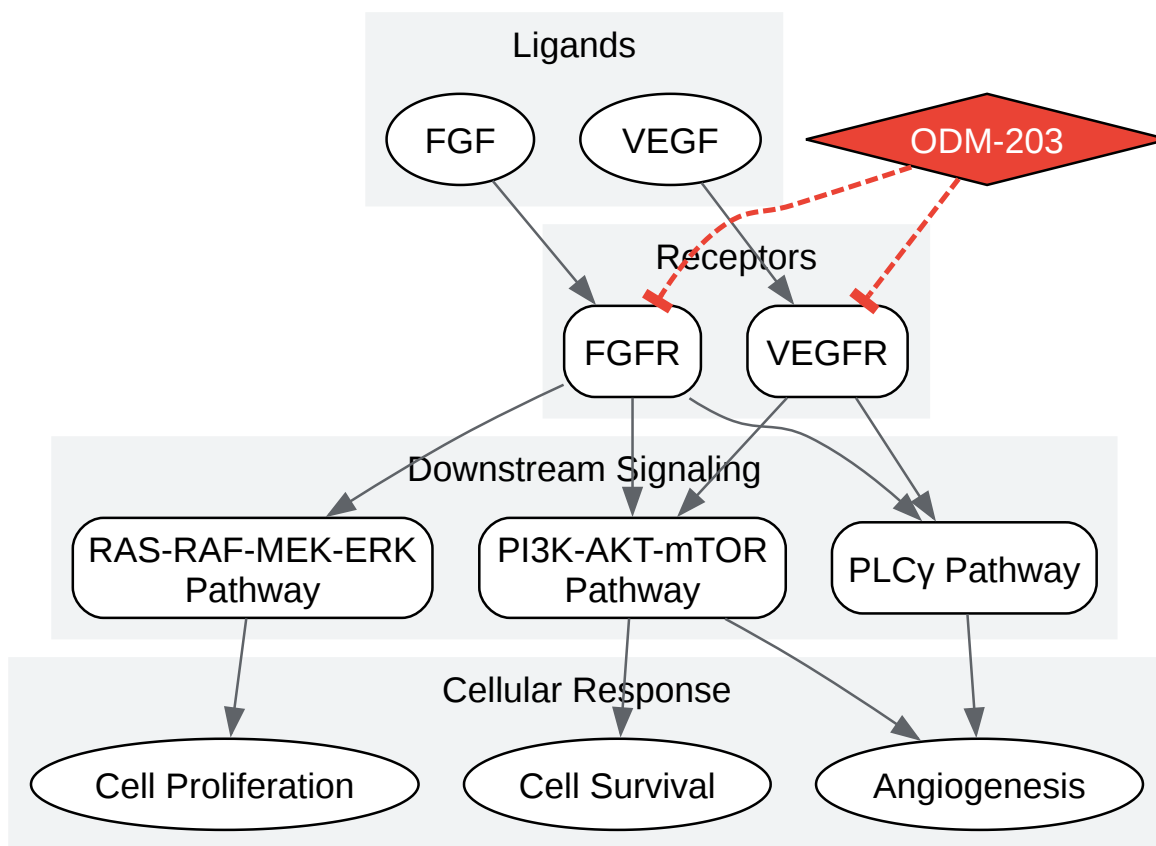 Ligands
FGF
VEGF
ODM-203
Receptors
FGFR
VEGFR
Downstream Signaling
RAS-RAF-MEK-ERK
Pathway
PI3K-AKT-mTOR
Pathway
PLCγ Pathway
Cellular Response
Cell Proliferation
Cell Survival
Angiogenesis